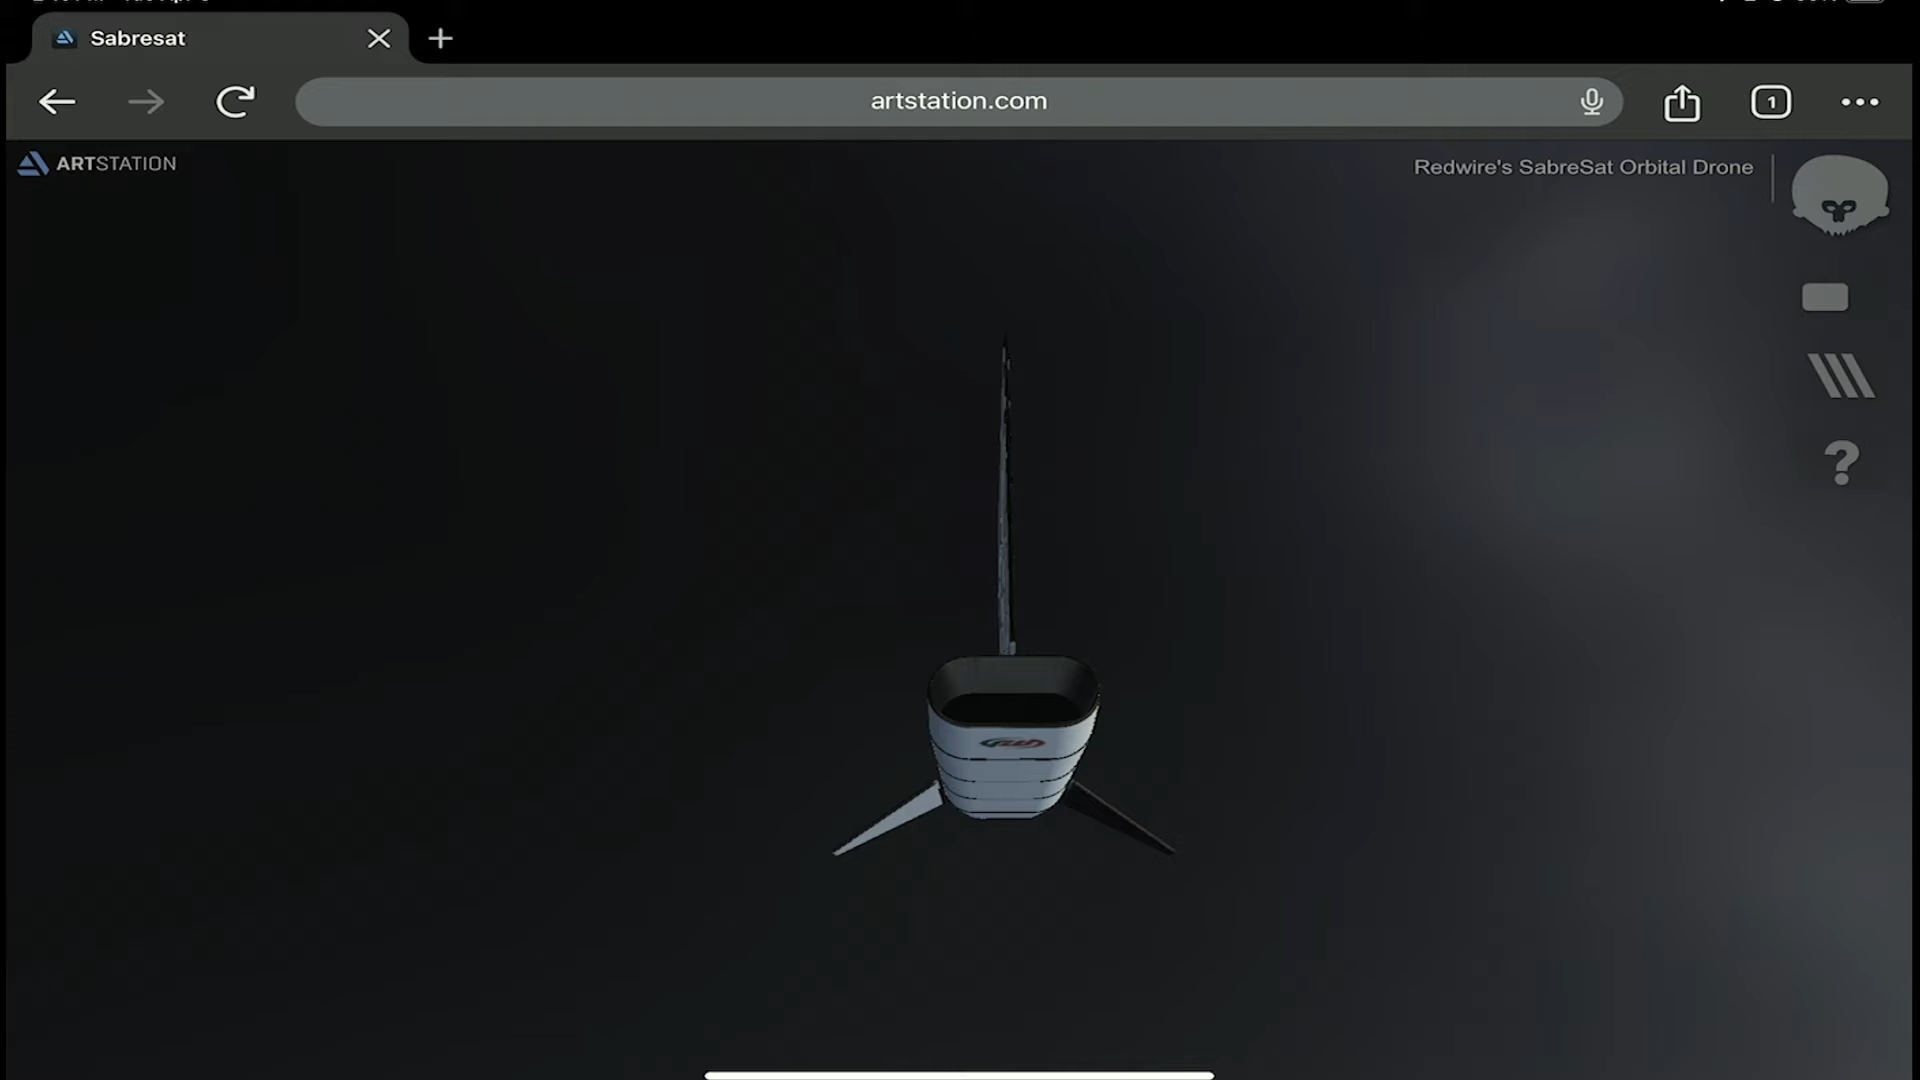 Sabresat
artstation.com
1
ARTSTATION
Redwire's SabreSat Orbital Drone
?